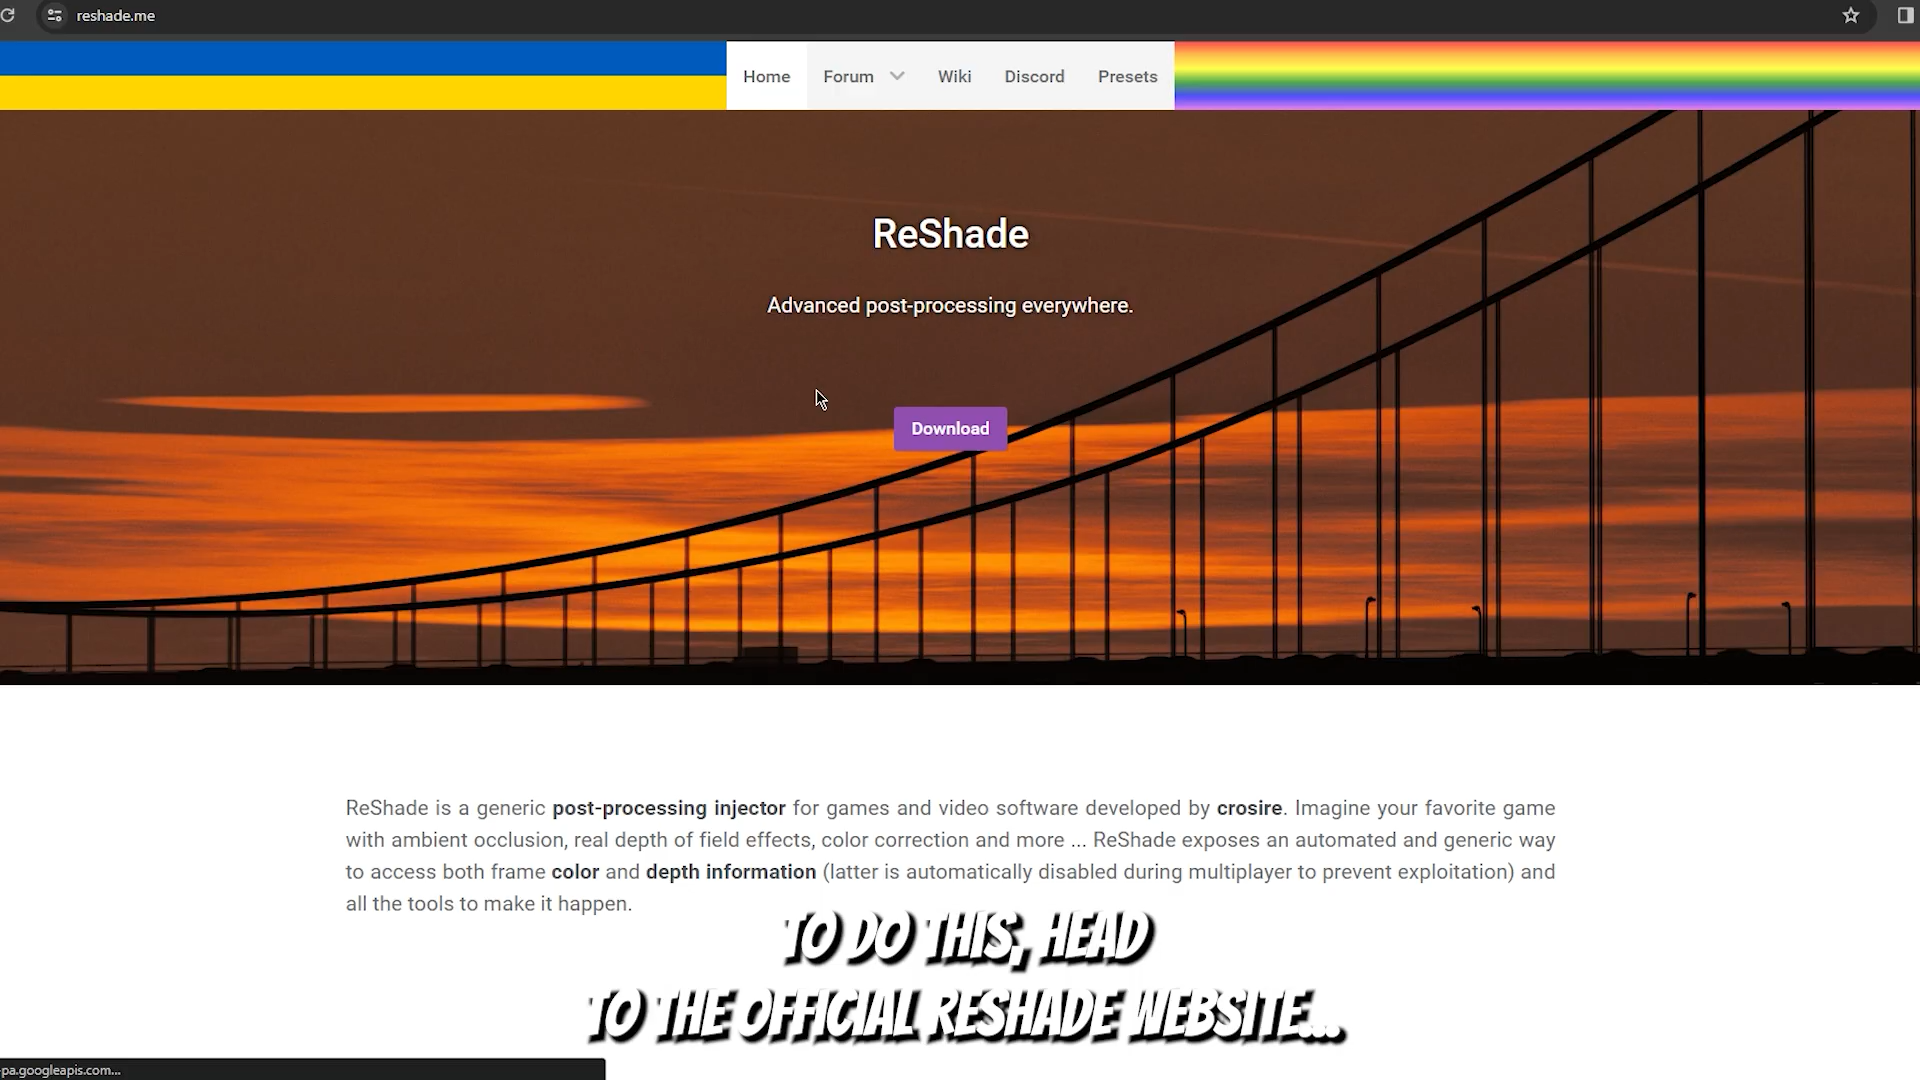 reshade.me
Home Forum Wiki Discord Presets
ReShade
Advanced post-processing everywhere.
Download
ReShade is a generic post-processing injector for games and video software developed by crosire. Imagine your favorite game
with ambient occlusion, real depth of field effects, color correction and more ... ReShade exposes an automated and generic way
to access both frame color and depth information (latter is automatically disabled during multiplayer to prevent exploitation) and
all the tools to make it happen.
TO DO THIS, HEAD
TO THE OFFICIAL RESHADE WEBSITE...
-pa.googleapis.com...